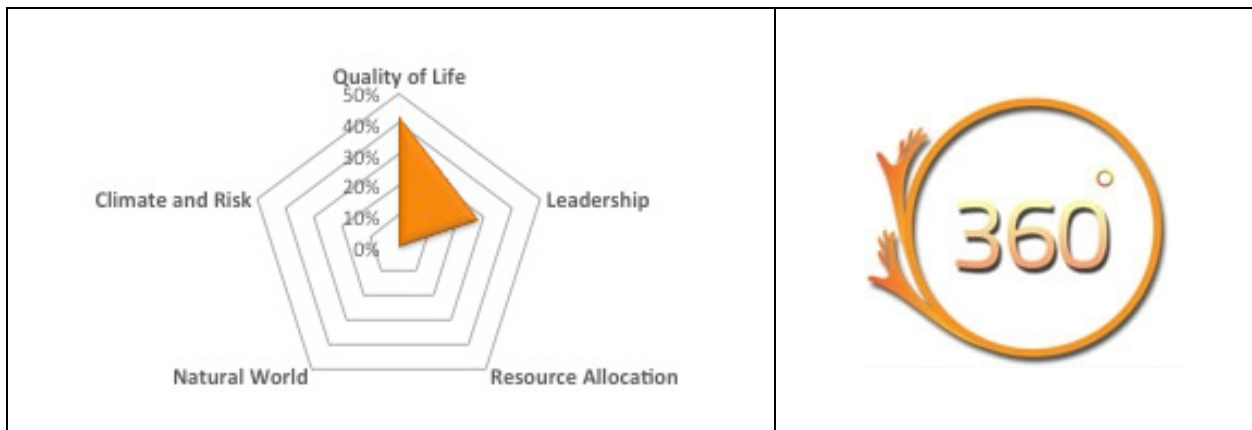 Quality of Life
50%
40%
30%
20%
10%
0%
Climate and Risk
Leadership
Natural World
Resource Allocation
360°